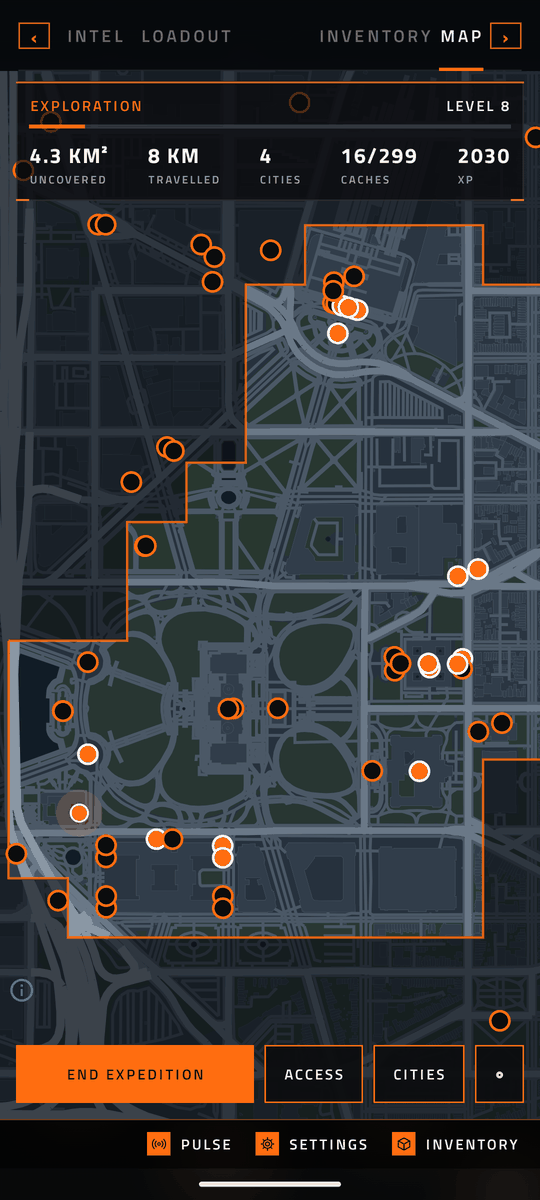 INTEL LOADOUT INVENTORY MAP
EXPLORATION LEVEL 8
4.3 KM² 8 KM 4 16/299 2030
UNCOVERED TRAVELLED CITIES CACHES XP
END EXPEDITION ACCESS CITIES
PULSE SETTINGS INVENTORY